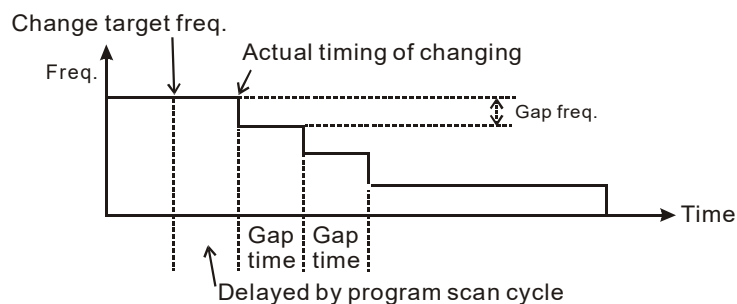 Change target freq.
Actual timing of changing
Freq.
Gap freq.
Time
Gap
time
Gap
time
Delayed by program scan cycle